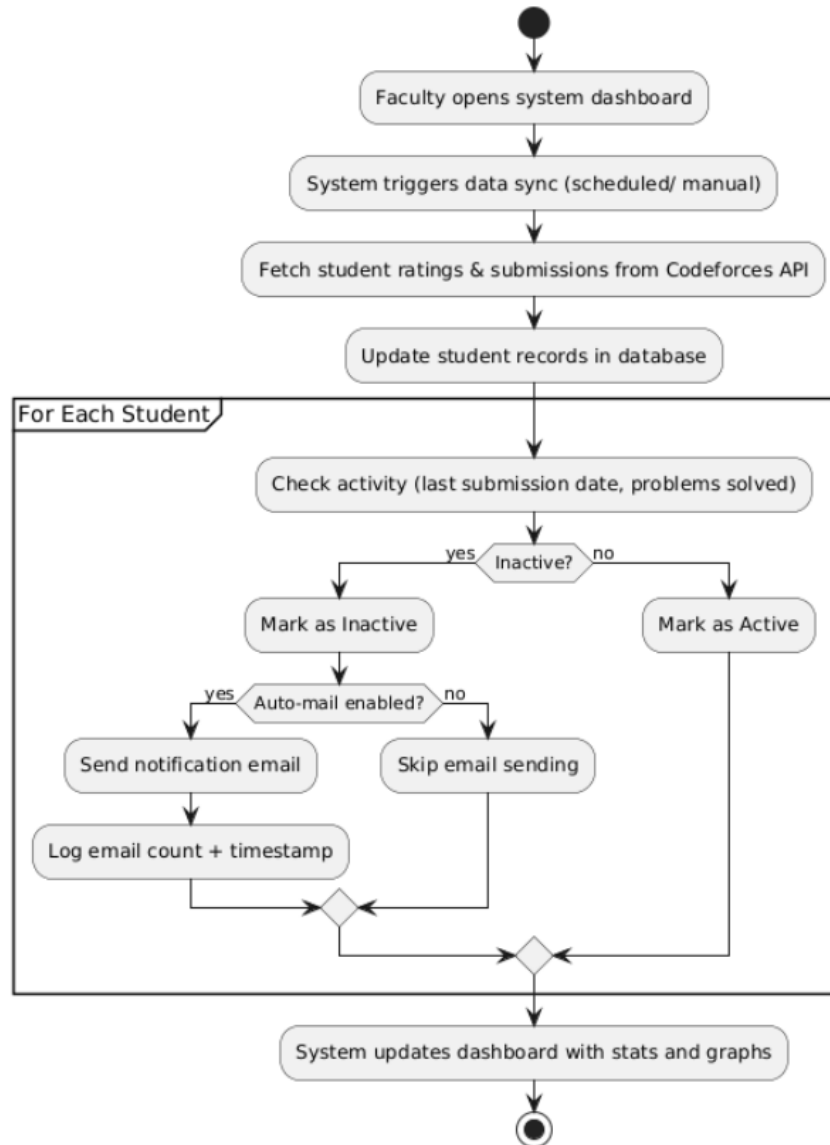 Faculty opens system dashboard
System triggers data sync (scheduled/ manual)
Fetch student ratings & submissions from Codeforces API
Update student records in database
For Each Student
Check activity (last submission date, problems solved)
yes
Inactive?
no
Mark as Inactive
Mark as Active
yes
Auto-mail enabled?
no
Send notification email
Skip email sending
Log email count + timestamp
System updates dashboard with stats and graphs